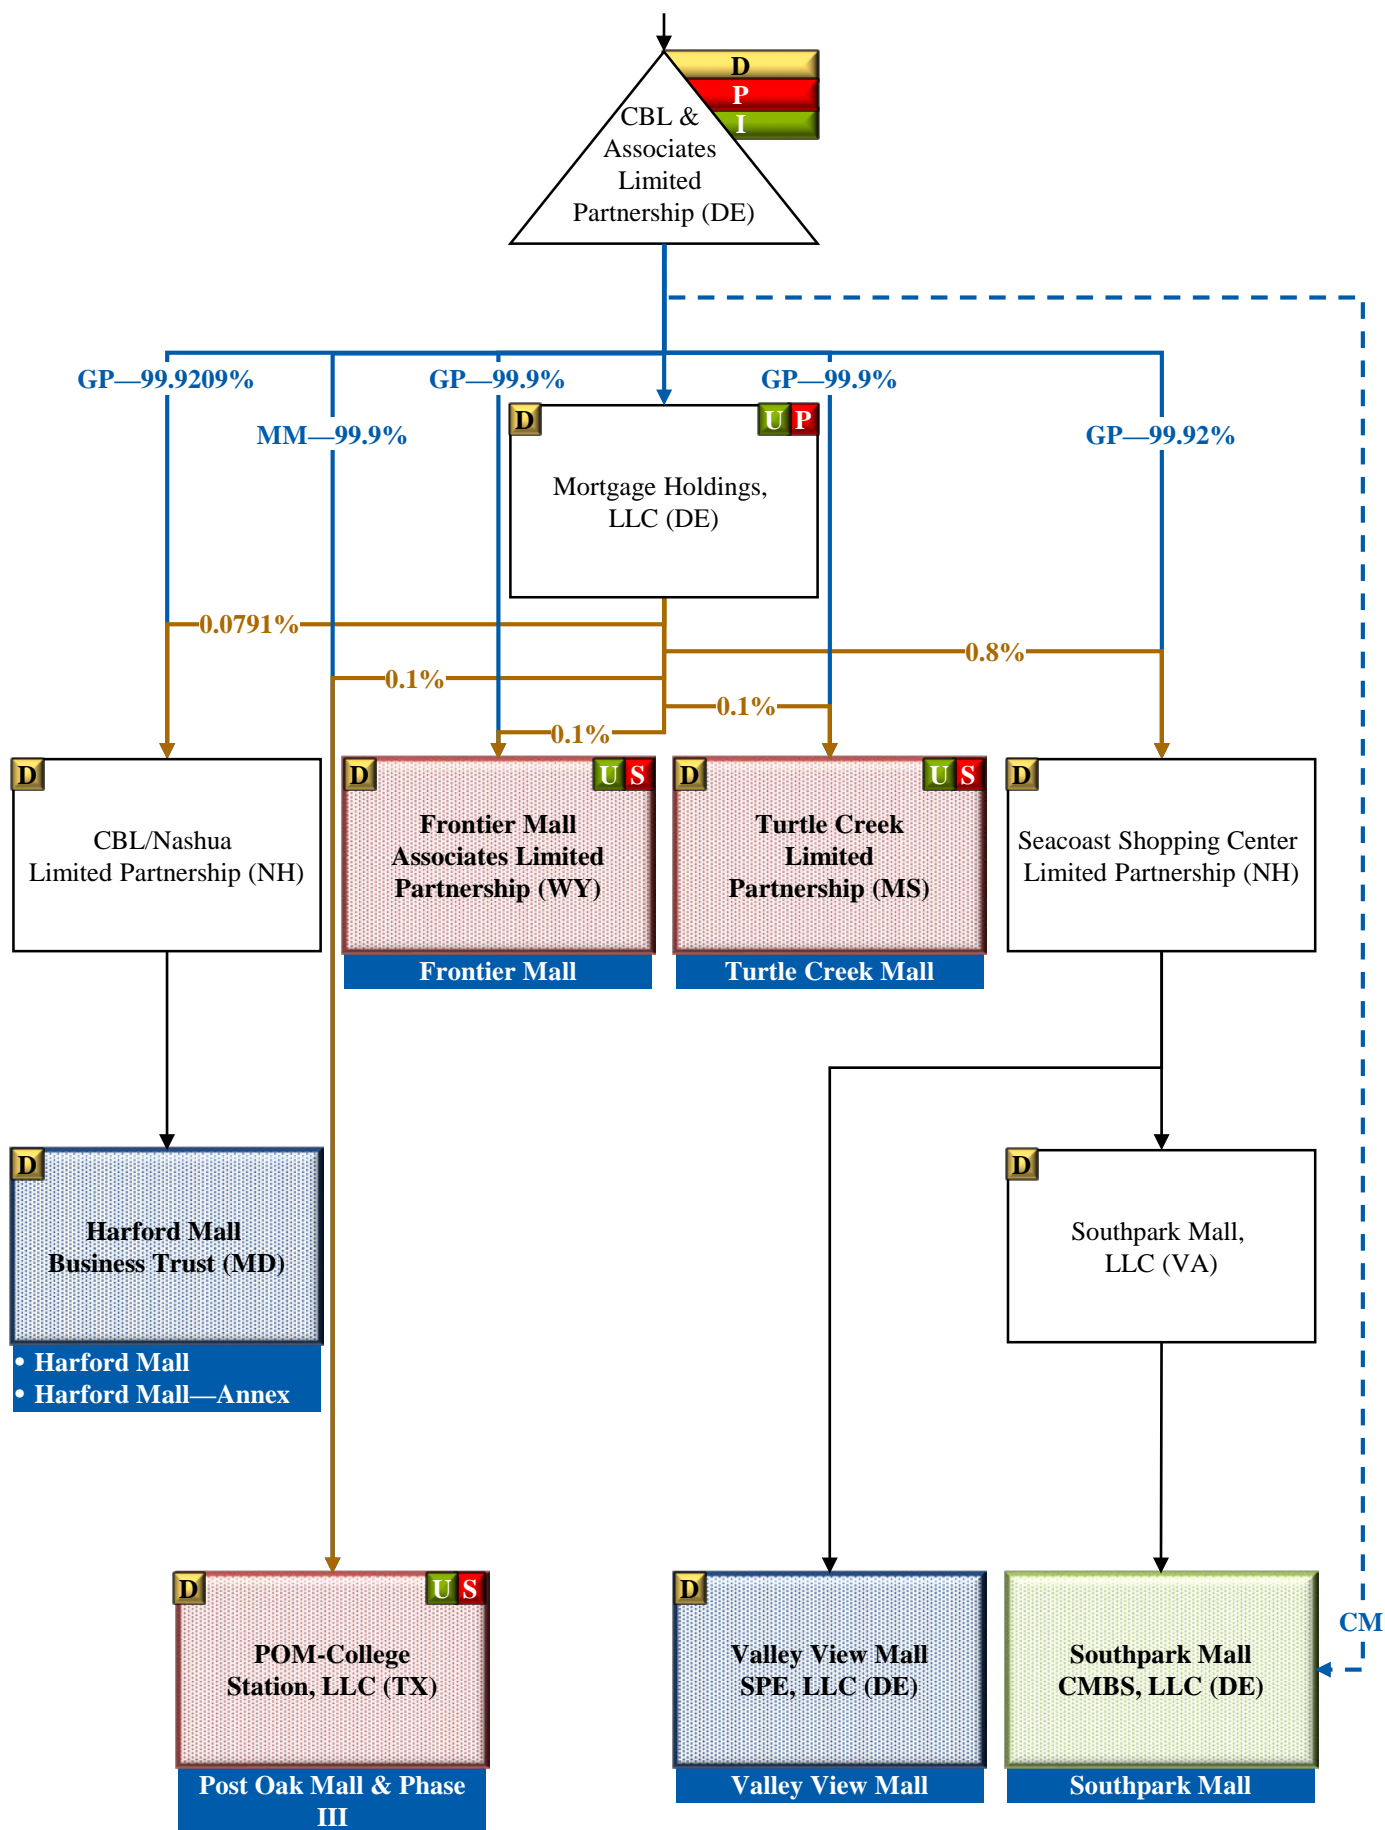 D
P
I
CBL &
Associates
Limited
Partnership (DE)
GP—99.9209%
GP—99.9%
GP—99.9%
MM—99.9%
GP—99.92%
D
U P
Mortgage Holdings,
LLC (DE)
0.0791%
0.8%
0.1%
0.1%
0.1%
D
CBL/Nashua
Limited Partnership (NH)
D
U S
Frontier Mall
Associates Limited
Partnership (WY)
Frontier Mall
D
U S
Turtle Creek
Limited
Partnership (MS)
Turtle Creek Mall
D
Seacoast Shopping Center
Limited Partnership (NH)
D
Harford Mall
Business Trust (MD)
• Harford Mall
• Harford Mall—Annex
D
Southpark Mall,
LLC (VA)
D
U S
POM-College
Station, LLC (TX)
Post Oak Mall & Phase
III
D
Valley View Mall
SPE, LLC (DE)
Valley View Mall
Southpark Mall
CMBS, LLC (DE)
Southpark Mall
CM